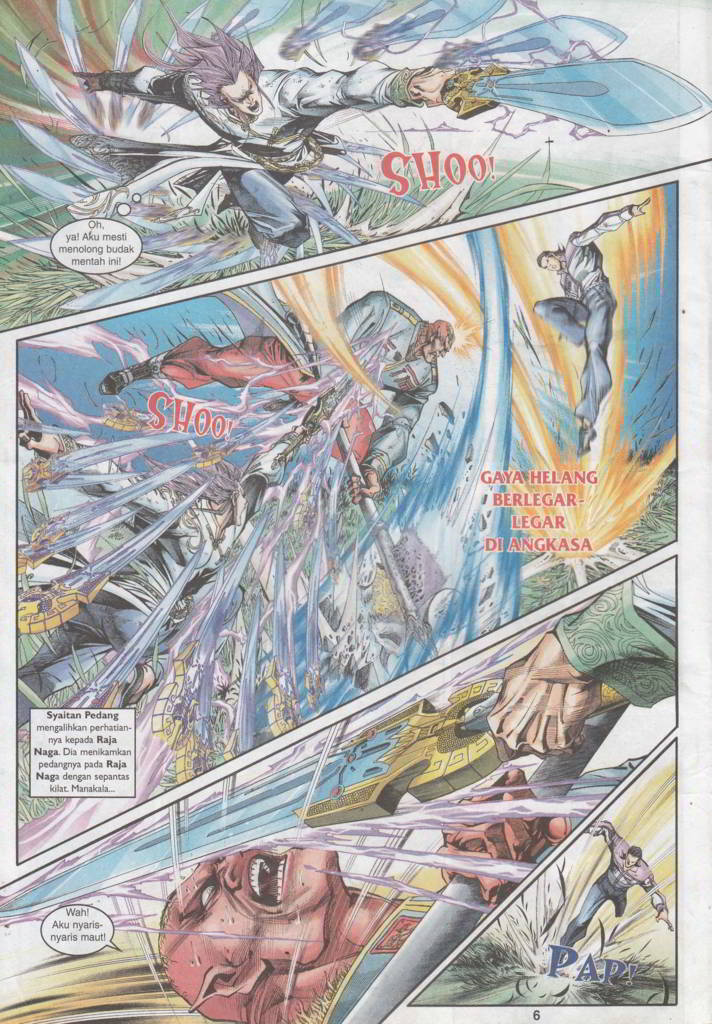 SHOO!
Oh,
ya! Aku mesti
menolong budak
mentah ini!
SHOO!
GAYA HELANG
BERLEGAR-
LEGAR
DI ANGKASA
Syaitan Pedang
mengalihkan perhatian-
nya kepada Raja
Naga. Dia menikamkan
pedangnya pada Raja
Naga dengan sepantas
kilat. Manakala...
Wah!
Aku nyaris-
nyaris maut!
PAP!
6